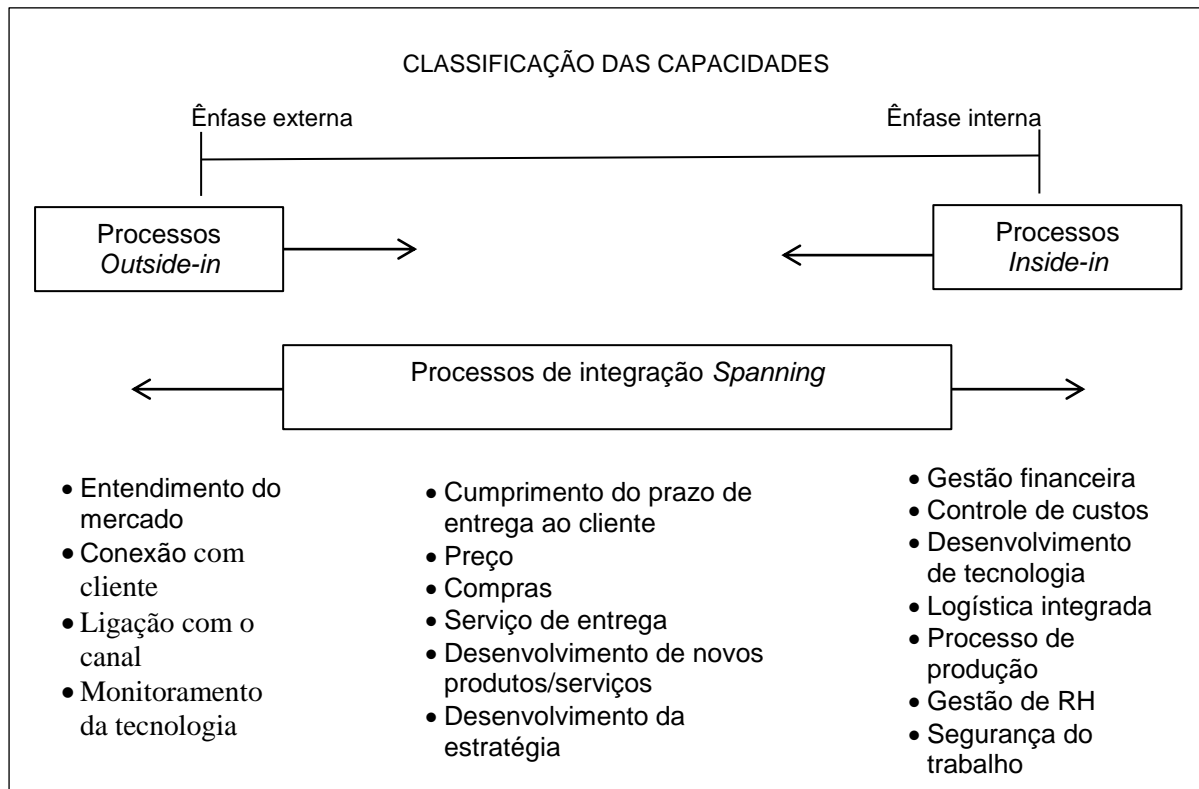 CLASSIFICAÇÃO DAS CAPACIDADES
Ênfase externa
Ênfase interna
Processos
Outside-in
Processos
Inside-in
Processos de integração Spanning
• Entendimento do
mercado
• Conexão com
cliente
• Ligação com o
canal
• Monitoramento
da tecnologia
• Cumprimento do prazo de
entrega ao cliente
• Preço
• Compras
• Serviço de entrega
• Desenvolvimento de novos
produtos/serviços
• Desenvolvimento da
estratégia
• Gestão financeira
• Controle de custos
• Desenvolvimento
de tecnologia
• Logística integrada
• Processo de
produção
• Gestão de RH
• Segurança do
trabalho